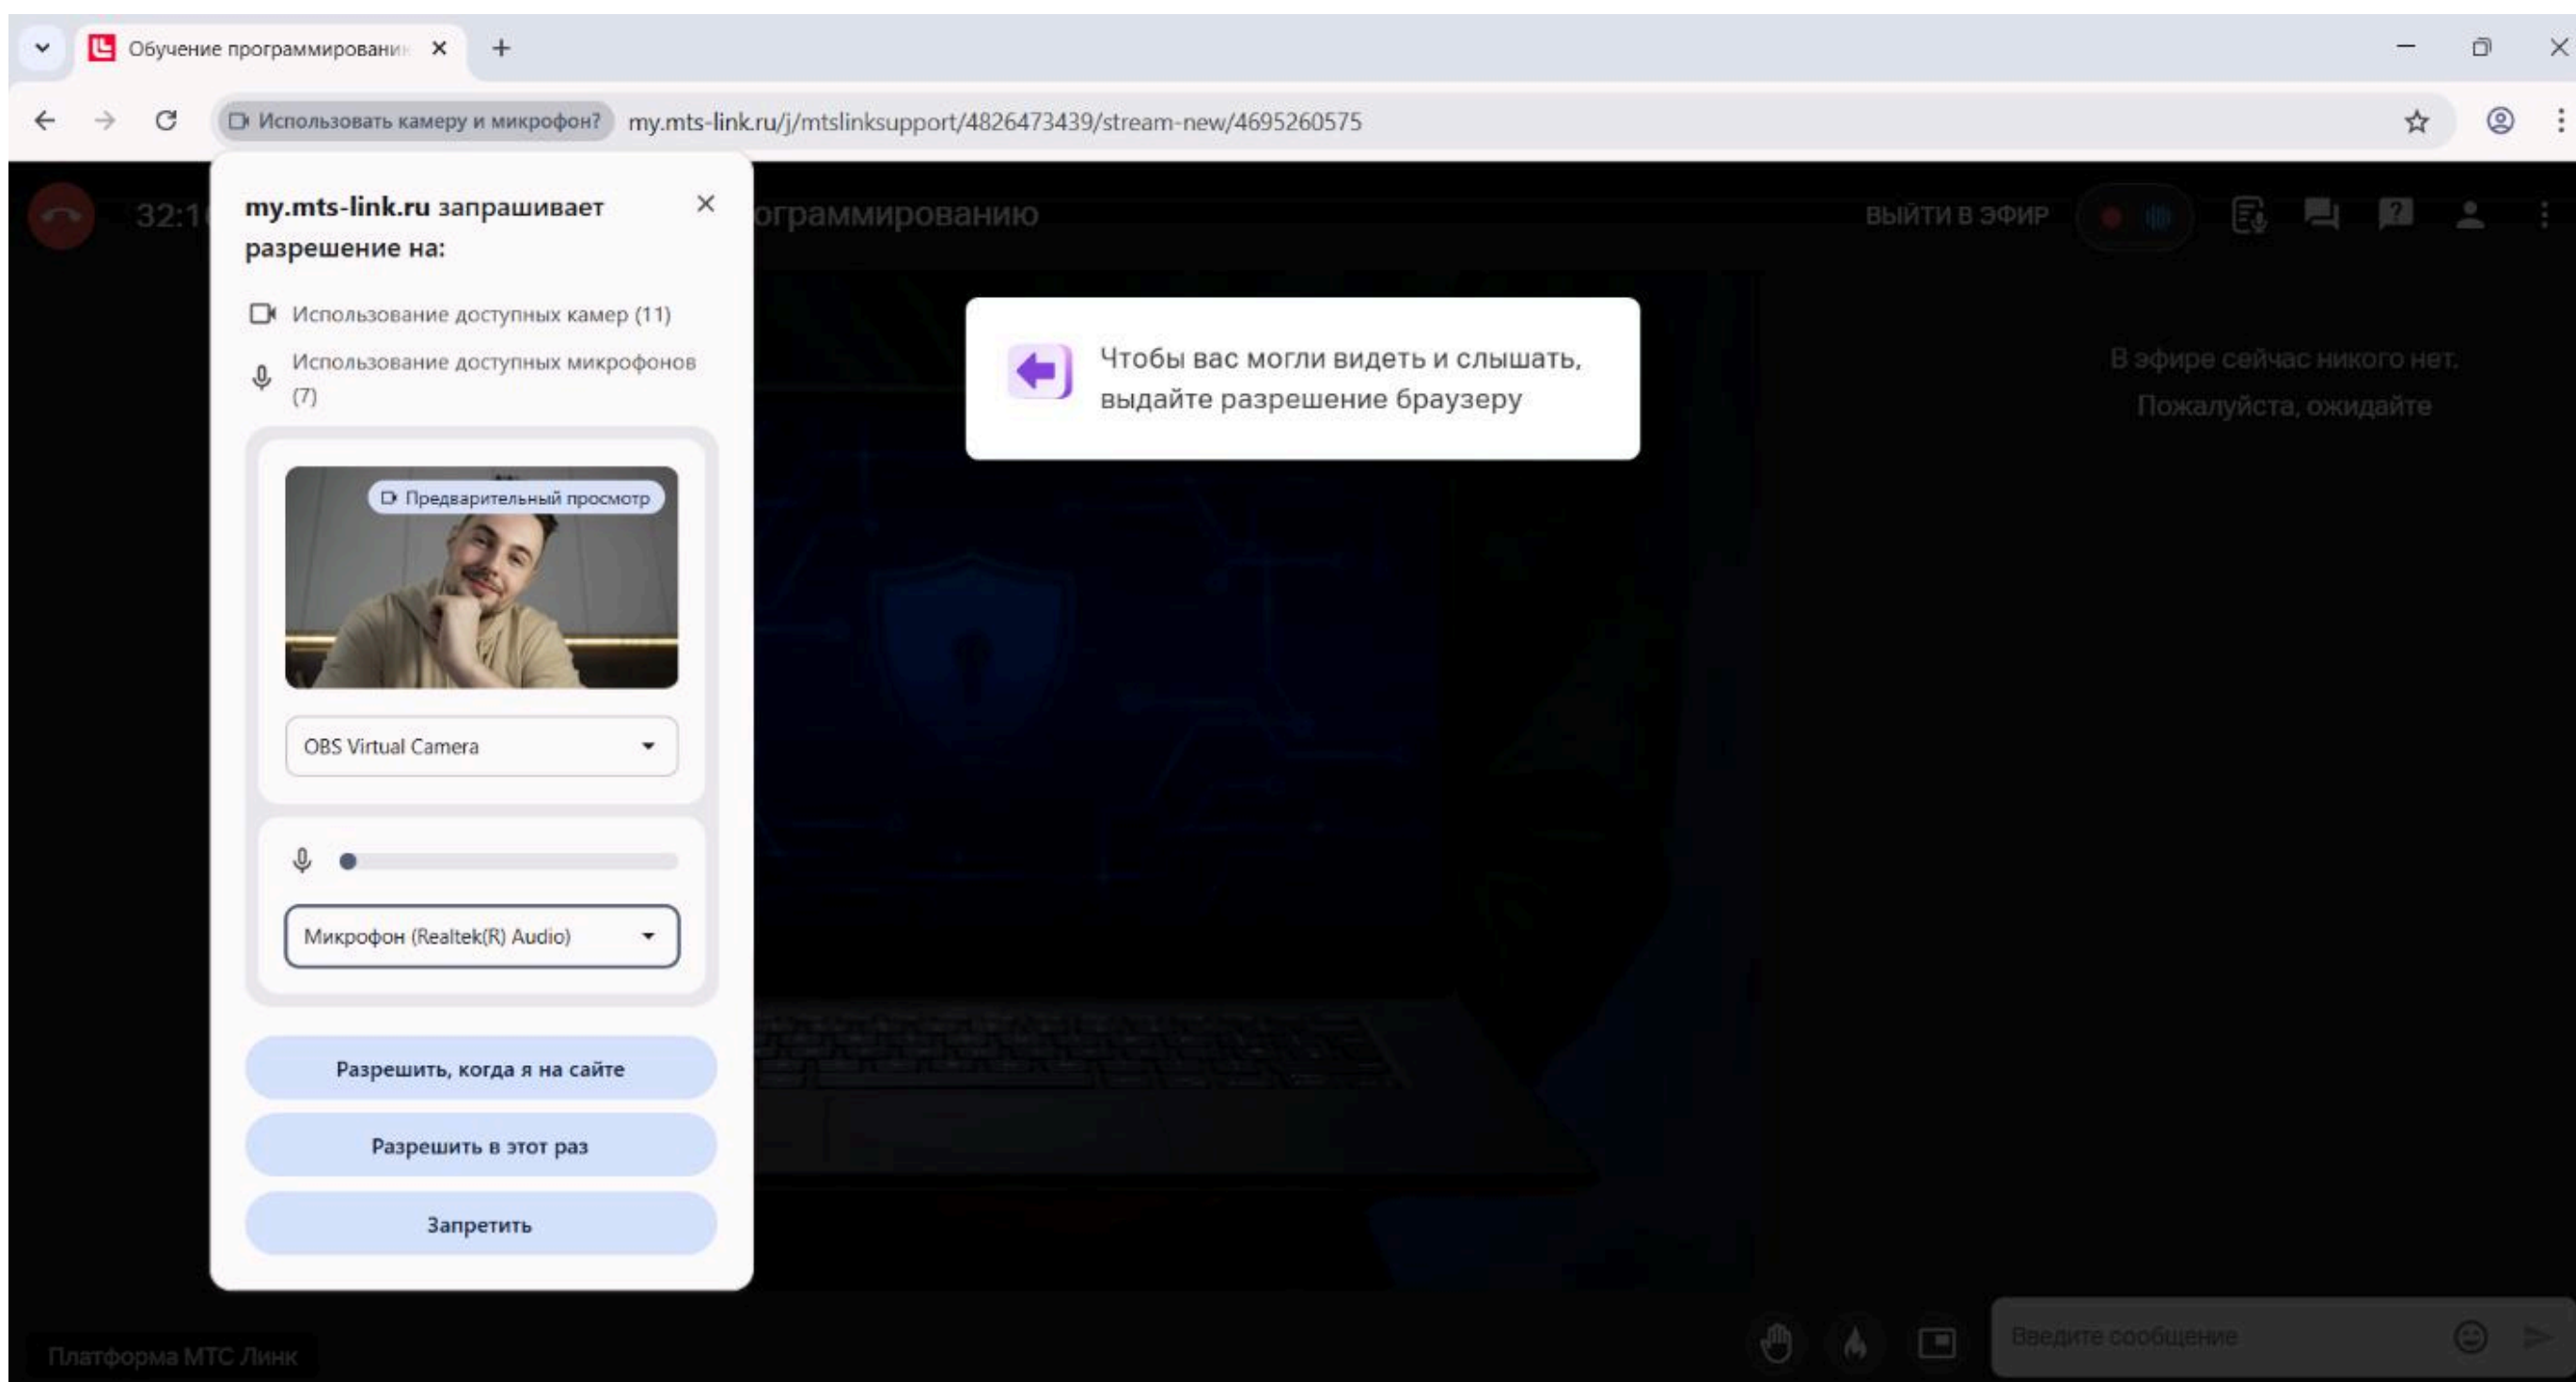 Обучение программировани
Использовать камеру и микрофон?
my.mts-link.ru/j/mtslinksupport/4826473439/stream-new/4695260575
my.mts-link.ru запрашивает
разрешение на:
Использование доступных камер (11)
Использование доступных микрофонов
(7)
Предварительный просмотр
OBS Virtual Camera
Микрофон (Realtek(R) Audio)
Разрешить, когда я на сайте
Разрешить в этот раз
Запретить
32:1
ограммированию
ВЫЙТИ В ЭФИР
Чтобы вас могли видеть и слышать,
выдайте разрешение браузеру
В эфире сейчас никого нет.
Пожалуйста, ожидайте
Платформа МТС Линк
Введите сообщение